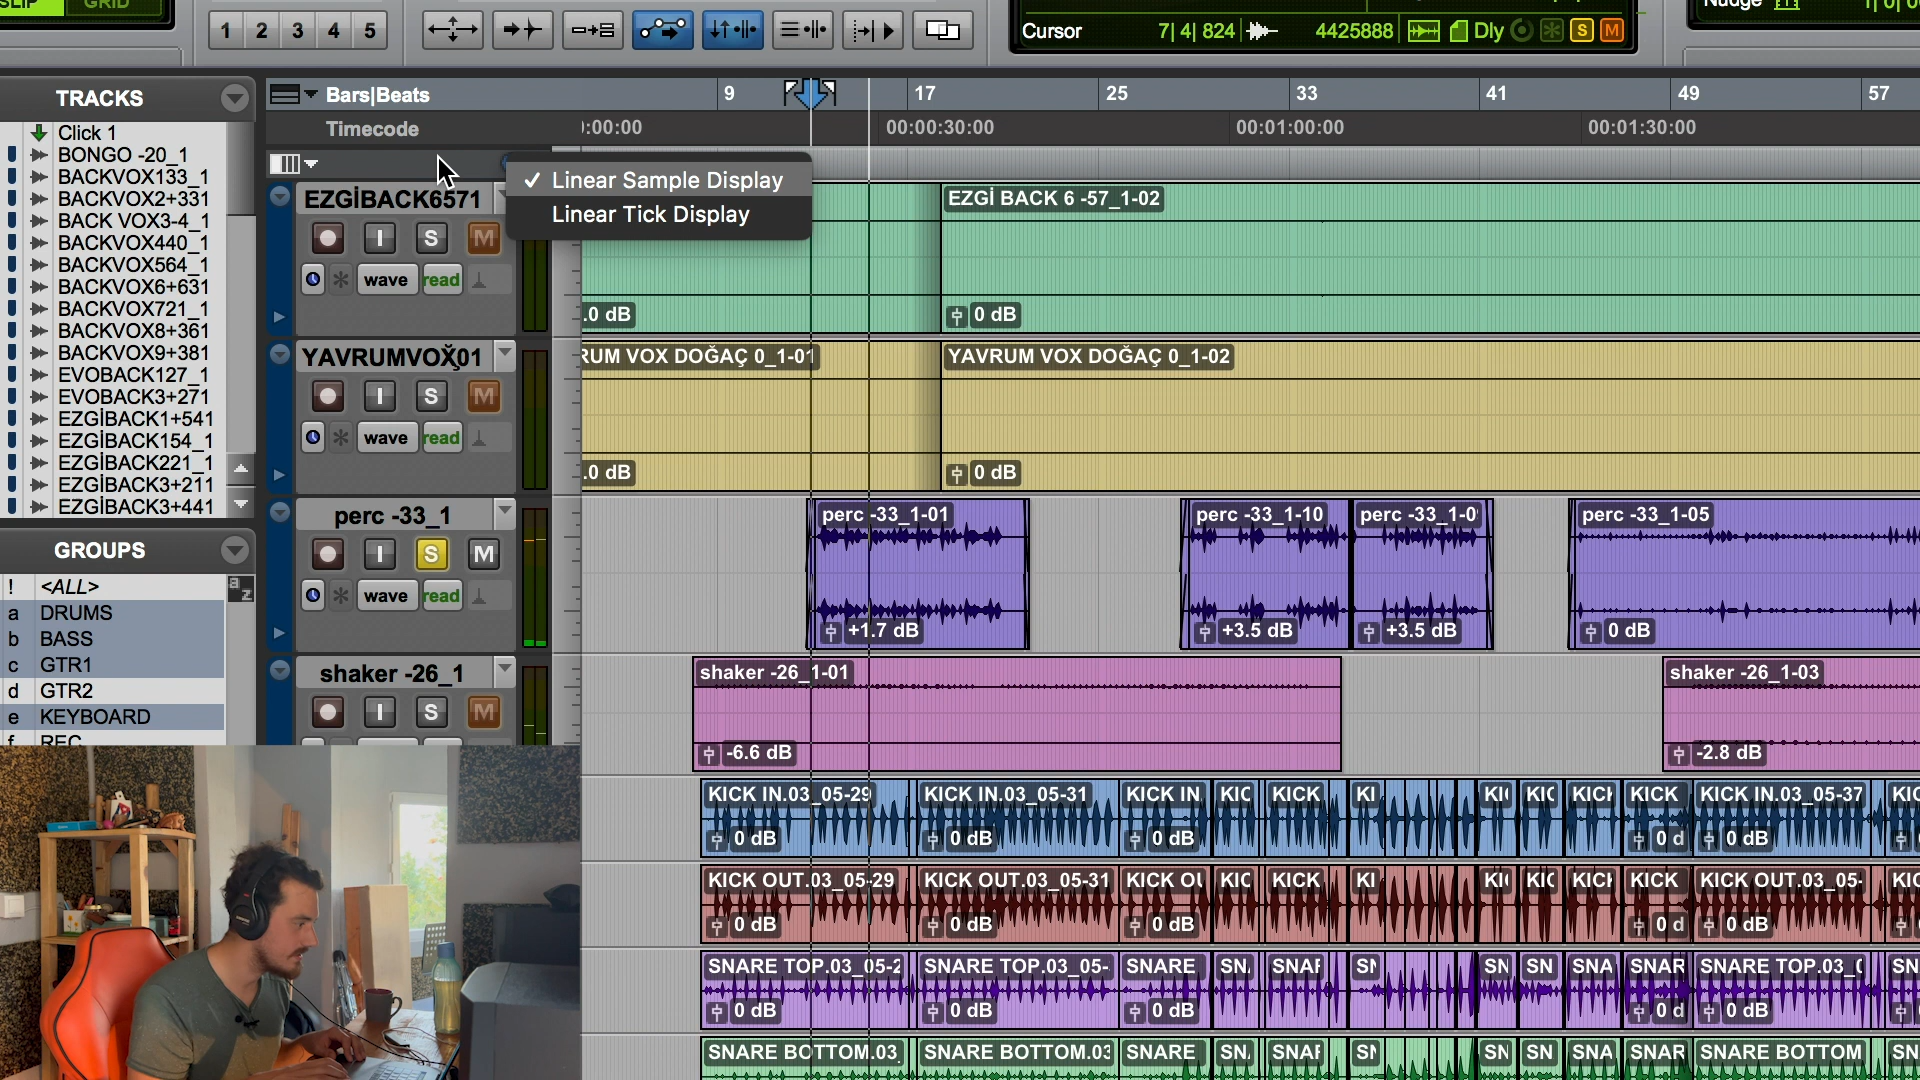 SLIP
GRID
1 2 3 4 5
Cursor 7| 4| 824 4425888 Dly S M
Nudge
TRACKS
Click 1
BONGO -20_1
BACKVOX133_1
BACKVOX2+331
BACK VOX3-4_1
BACKVOX440_1
BACKVOX564_1
BACKVOX6+631
BACKVOX721_1
BACKVOX8+361
BACKVOX9+381
EVOBACK127_1
EVOBACK3+271
EZGİBACK1+541
EZGİBACK154_1
EZGİBACK221_1
EZGİBACK3+211
EZGİBACK3+441
GROUPS
! <ALL>
a z
a DRUMS
b BASS
c GTR1
d GTR2
e KEYBOARD
f REC
Bars|Beats 9 17 25 33 41 49 57
Timecode ):00:00 00:00:30:00 00:01:00:00 00:01:30:00
✓ Linear Sample Display
Linear Tick Display
EZGİBACK6571
I S M
wave read
EZGİ BACK 6 -57_1-02
.0 dB 0 dB
YAVRUMVOX̧̆01
I S M
wave read
RUM VOX DOĞAÇ 0_1-01 YAVRUM VOX DOĞAÇ 0_1-02
.0 dB 0 dB
perc -33_1
I S M
wave read
perc -33_1-01 perc -33_1-10 perc -33_1-0 perc -33_1-05
+1.7 dB +3.5 dB +3.5 dB 0 dB
shaker -26_1
I S M
shaker -26_1-01 shaker -26_1-03
-6.6 dB -2.8 dB
KICK IN.03_05-29 KICK IN.03_05-31 KICK IN KIC KICK KI KI KIC KICK KICK KICK IN.03_05-37 KIC
0 dB 0 dB 0 dB 0 d 0 dB
KICK OUT.03_05-29 KICK OUT.03_05-31 KICK OU KIC KICK KI KI KIC KICK KICK KICK OUT.03_05- KIC
0 dB 0 dB 0 dB 0 d 0 dB
SNARE TOP.03_05-2 SNARE TOP.03_05- SNARE SN SNAR SN SN SN SNA SNAR SNARE TOP.03_0 SN
0 dB 0 dB 0 dB 0 d 0 dB
SNARE BOTTOM.03_ SNARE BOTTOM.03 SNARE SN SNAR SN SN SN SNA SNAR SNARE BOTTOM SN